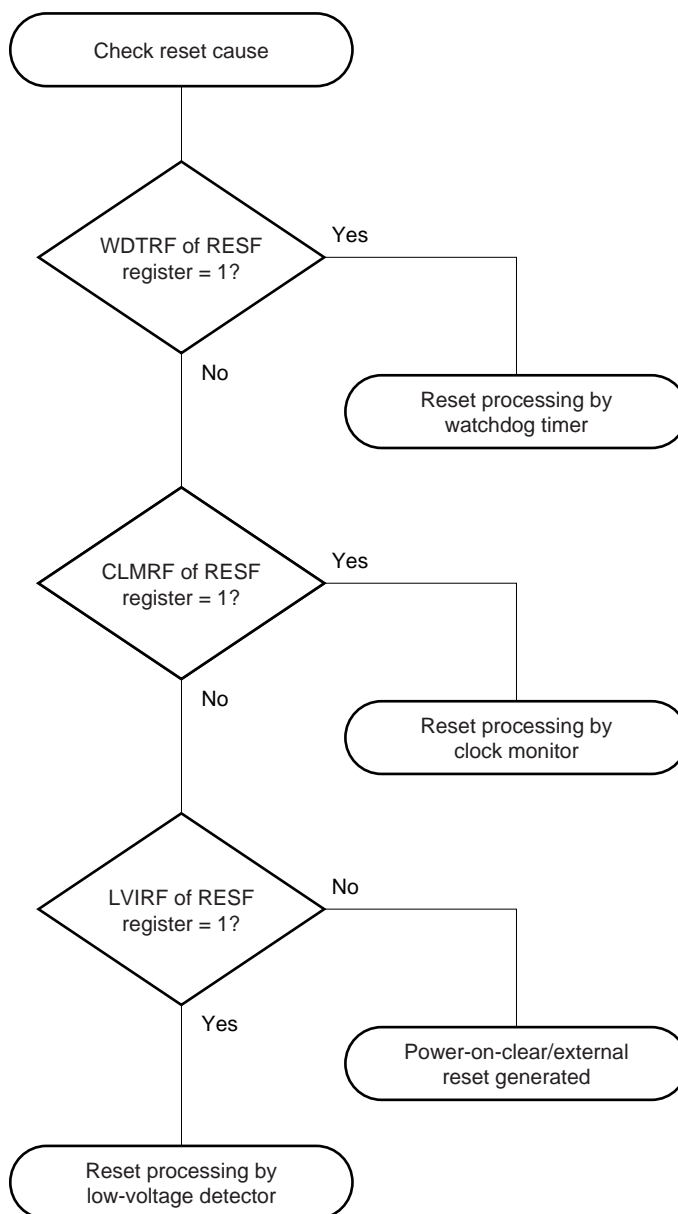 Check reset cause
WDTRF of RESF
register = 1?
Yes
No
Reset processing by
watchdog timer
CLMRF of RESF
register = 1?
Yes
No
Reset processing by
clock monitor
LVIRF of RESF
register = 1?
No
Yes
Power-on-clear/external
reset generated
Reset processing by
low-voltage detector